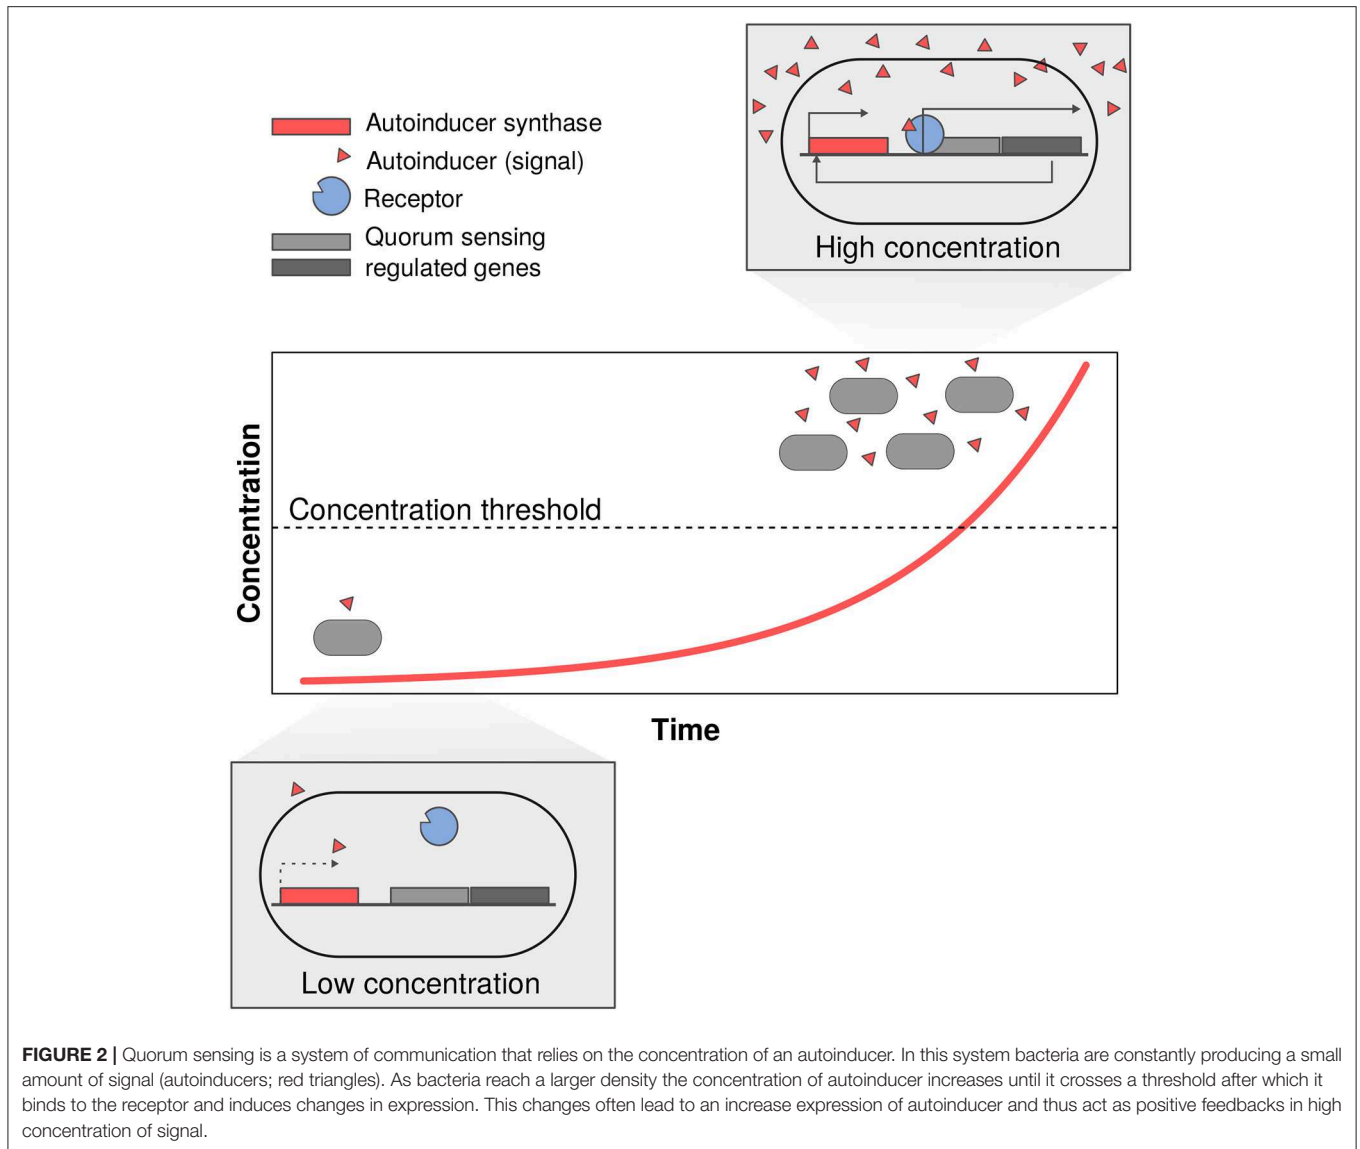 Autoinducer synthase
Autoinducer (signal)
Receptor
Quorum sensing
regulated genes
High concentration
Concentration
Concentration threshold
Time
Low concentration
FIGURE 2 | Quorum sensing is a system of communication that relies on the concentration of an autoinducer. In this system bacteria are constantly producing a small
amount of signal (autoinducers; red triangles). As bacteria reach a larger density the concentration of autoinducer increases until it crosses a threshold after which it
binds to the receptor and induces changes in expression. This changes often lead to an increase expression of autoinducer and thus act as positive feedbacks in high
concentration of signal.